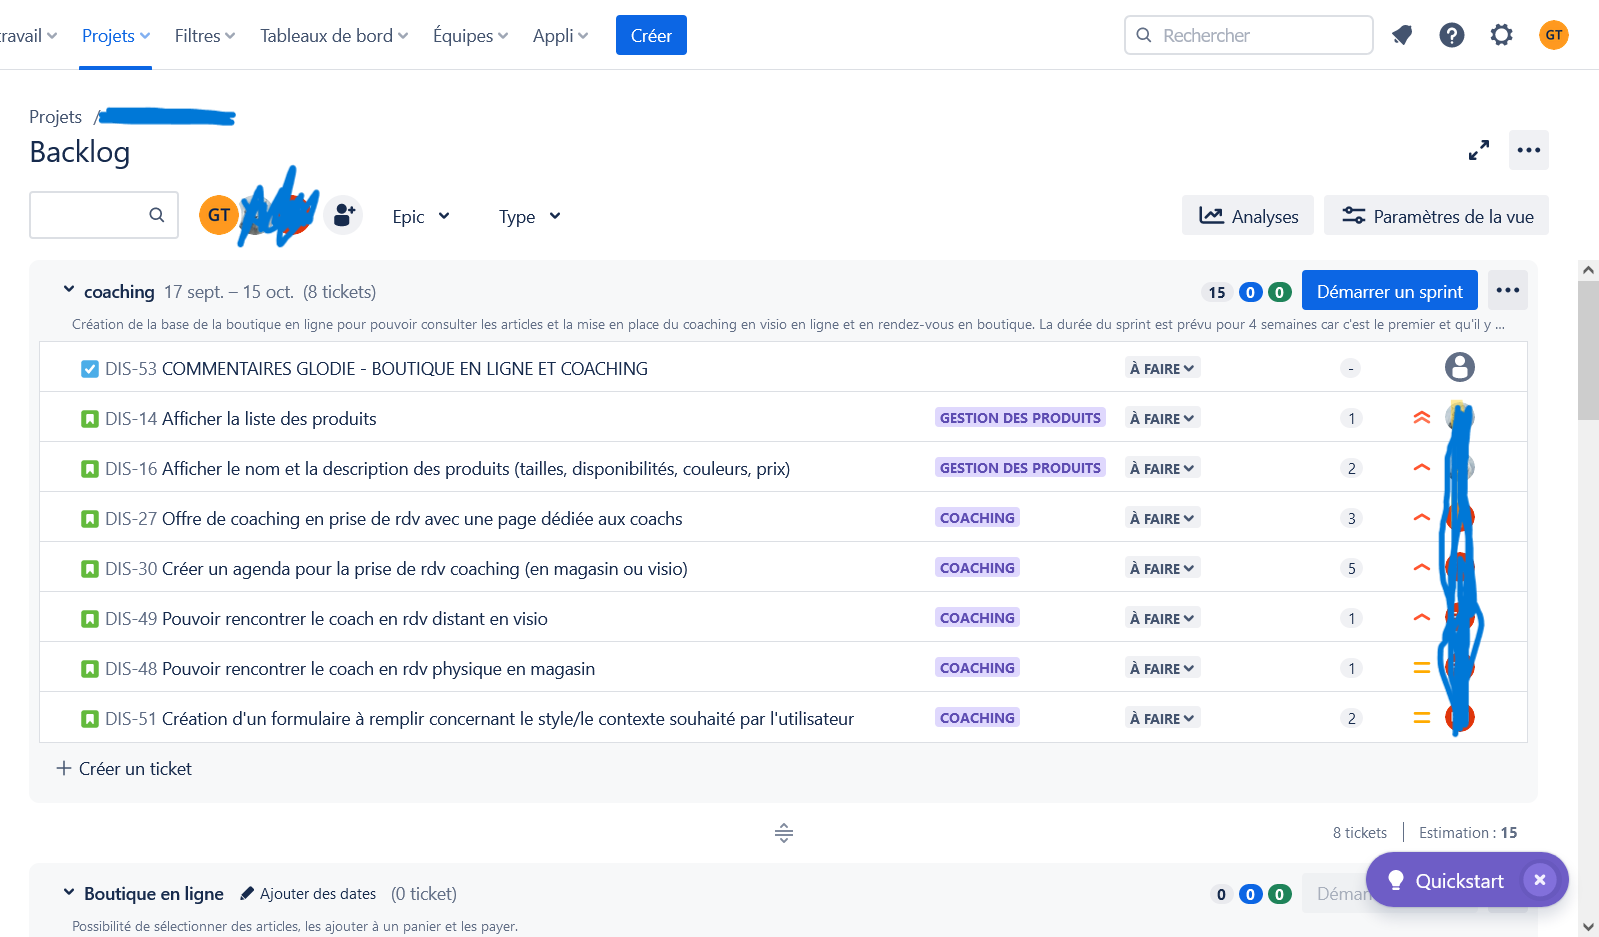 ravail Projets Filtres Tableaux de bord Équipes Appli Créer Rechercher GT
Projets /
Backlog
GT Epic Type Analyses Paramètres de la vue
coaching 17 sept. – 15 oct. (8 tickets) 15 0 0 Démarrer un sprint
Création de la base de la boutique en ligne pour pouvoir consulter les articles et la mise en place du coaching en visio en ligne et en rendez-vous en boutique. La durée du sprint est prévu pour 4 semaines car c'est le premier et qu'il y ...
DIS-53 COMMENTAIRES GLODIE - BOUTIQUE EN LIGNE ET COACHING À FAIRE -
DIS-14 Afficher la liste des produits GESTION DES PRODUITS À FAIRE 1
DIS-16 Afficher le nom et la description des produits (tailles, disponibilités, couleurs, prix) GESTION DES PRODUITS À FAIRE 2
DIS-27 Offre de coaching en prise de rdv avec une page dédiée aux coachs COACHING À FAIRE 3
DIS-30 Créer un agenda pour la prise de rdv coaching (en magasin ou visio) COACHING À FAIRE 5
DIS-49 Pouvoir rencontrer le coach en rdv distant en visio COACHING À FAIRE 1
DIS-48 Pouvoir rencontrer le coach en rdv physique en magasin COACHING À FAIRE 1
DIS-51 Création d'un formulaire à remplir concernant le style/le contexte souhaité par l'utilisateur COACHING À FAIRE 2
+ Créer un ticket
8 tickets Estimation : 15
Boutique en ligne Ajouter des dates (0 ticket) 0 0 0 Démar Quickstart
Possibilité de sélectionner des articles, les ajouter à un panier et les payer.